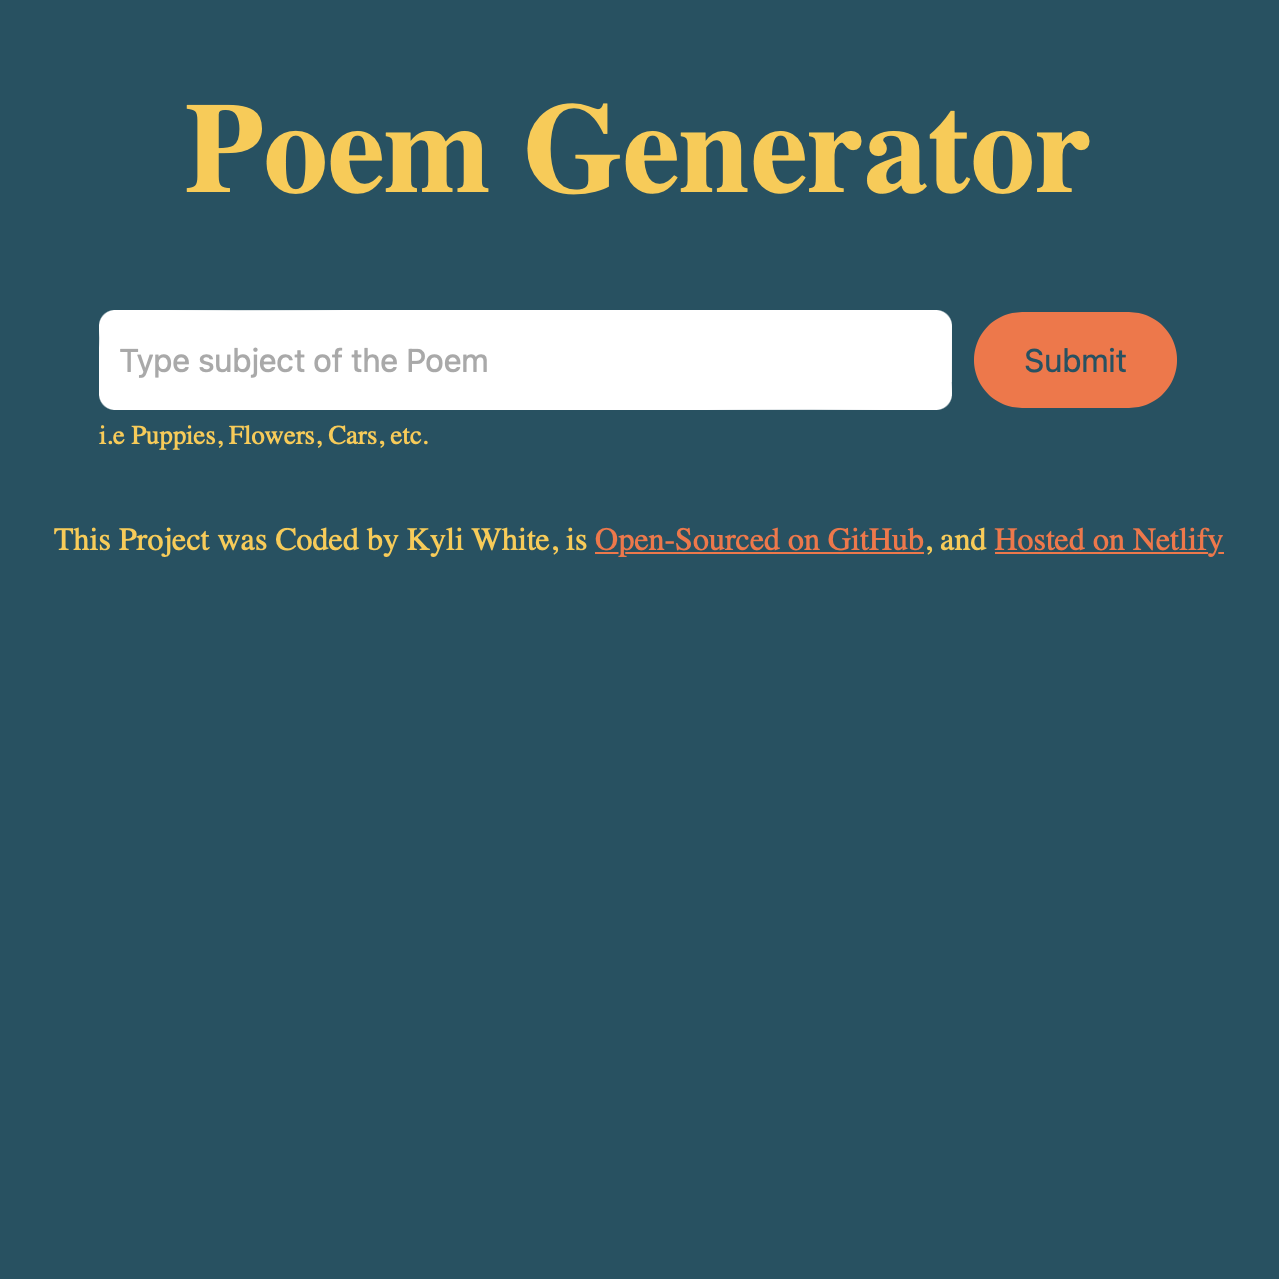 Poem Generator
Type subject of the Poem
Submit
i.e Puppies, Flowers, Cars, etc.
This Project was Coded by Kyli White, is Open-Sourced on GitHub, and Hosted on Netlify